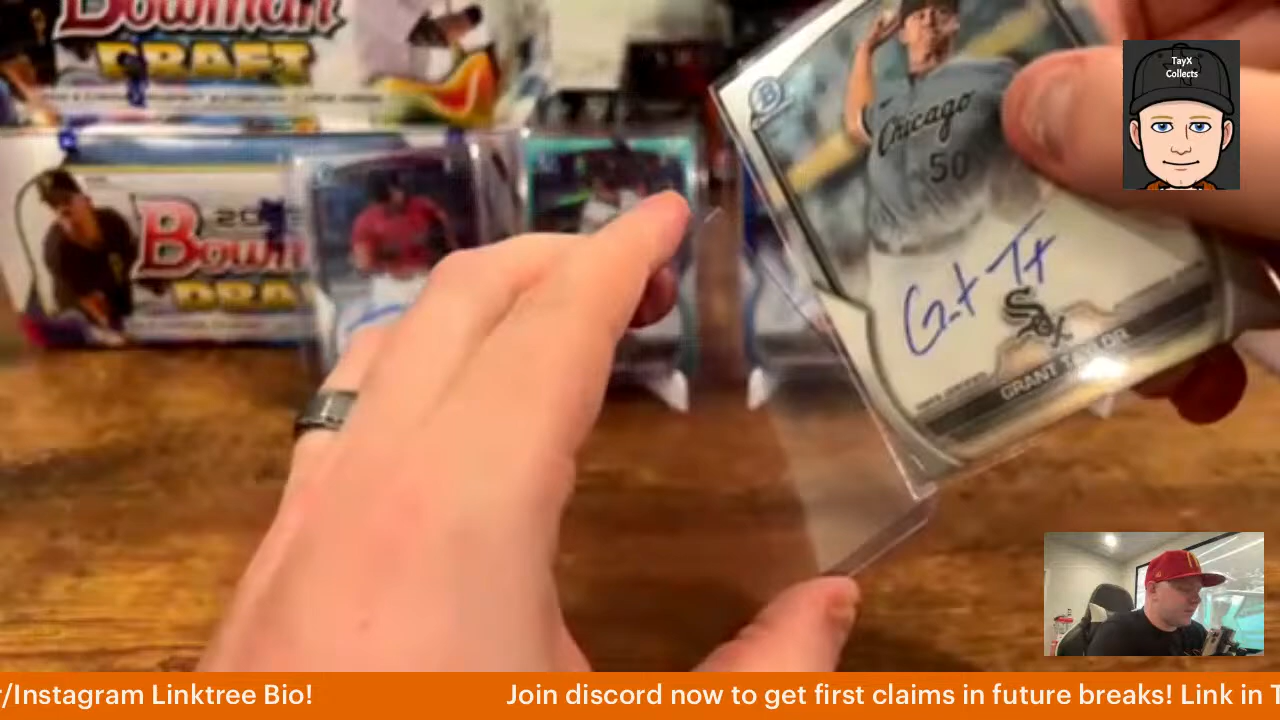 Bowman
DRAFT
TayX
Collects
B
Chicago
50
Bowm
DRA
Sox
GRANT TAYLOR
r/Instagram Linktree Bio!
Join discord now to get first claims in future breaks! Link in T